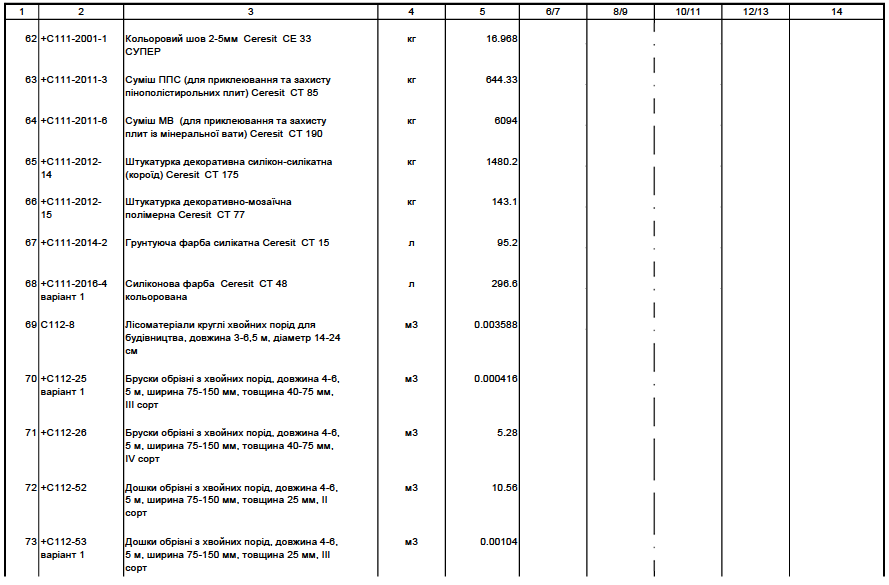 1 2 3 4 5 6/7 8/9 10/11 12/13 14
62 +С111-2001-1 Кольоровий шов 2-5мм Ceresit CE 33 кг 16.968
СУПЕР
63 +С111-2011-3 Суміш ППС (для приклеювання та захисту кг 644.33
пінополістирольних плит) Ceresit CT 85
64 +С111-2011-6 Суміш МВ (для приклеювання та захисту кг 6094
плит із мінеральної вати) Ceresit CT 190
65 +С111-2012- Штукатурка декоративна силікон-силікатна кг 1480.2
14 (короїд) Ceresit CT 175
66 +С111-2012- Штукатурка декоративно-мозаїчна кг 143.1
15 полімерна Ceresit CT 77
67 +С111-2014-2 Грунтуюча фарба силікатна Ceresit CT 15 л 95.2
68 +С111-2016-4 Силіконова фарба Ceresit CT 48 л 296.6
варіант 1 кольорована
69 С112-8 Лісоматеріали круглі хвойних порід для м3 0.003588
будівництва, довжина 3-6,5 м, діаметр 14-24
см
70 +С112-25 Бруски обрізні з хвойних порід, довжина 4-6, м3 0.000416
варіант 1 5 м, ширина 75-150 мм, товщина 40-75 мм,
III сорт
71 +С112-26 Бруски обрізні з хвойних порід, довжина 4-6, м3 5.28
5 м, ширина 75-150 мм, товщина 40-75 мм,
IV сорт
72 +С112-52 Дошки обрізні з хвойних порід, довжина 4-6, м3 10.56
5 м, ширина 75-150 мм, товщина 25 мм, II
сорт
73 +С112-53 Дошки обрізні з хвойних порід, довжина 4-6, м3 0.00104
варіант 1 5 м, ширина 75-150 мм, товщина 25 мм, III
сорт